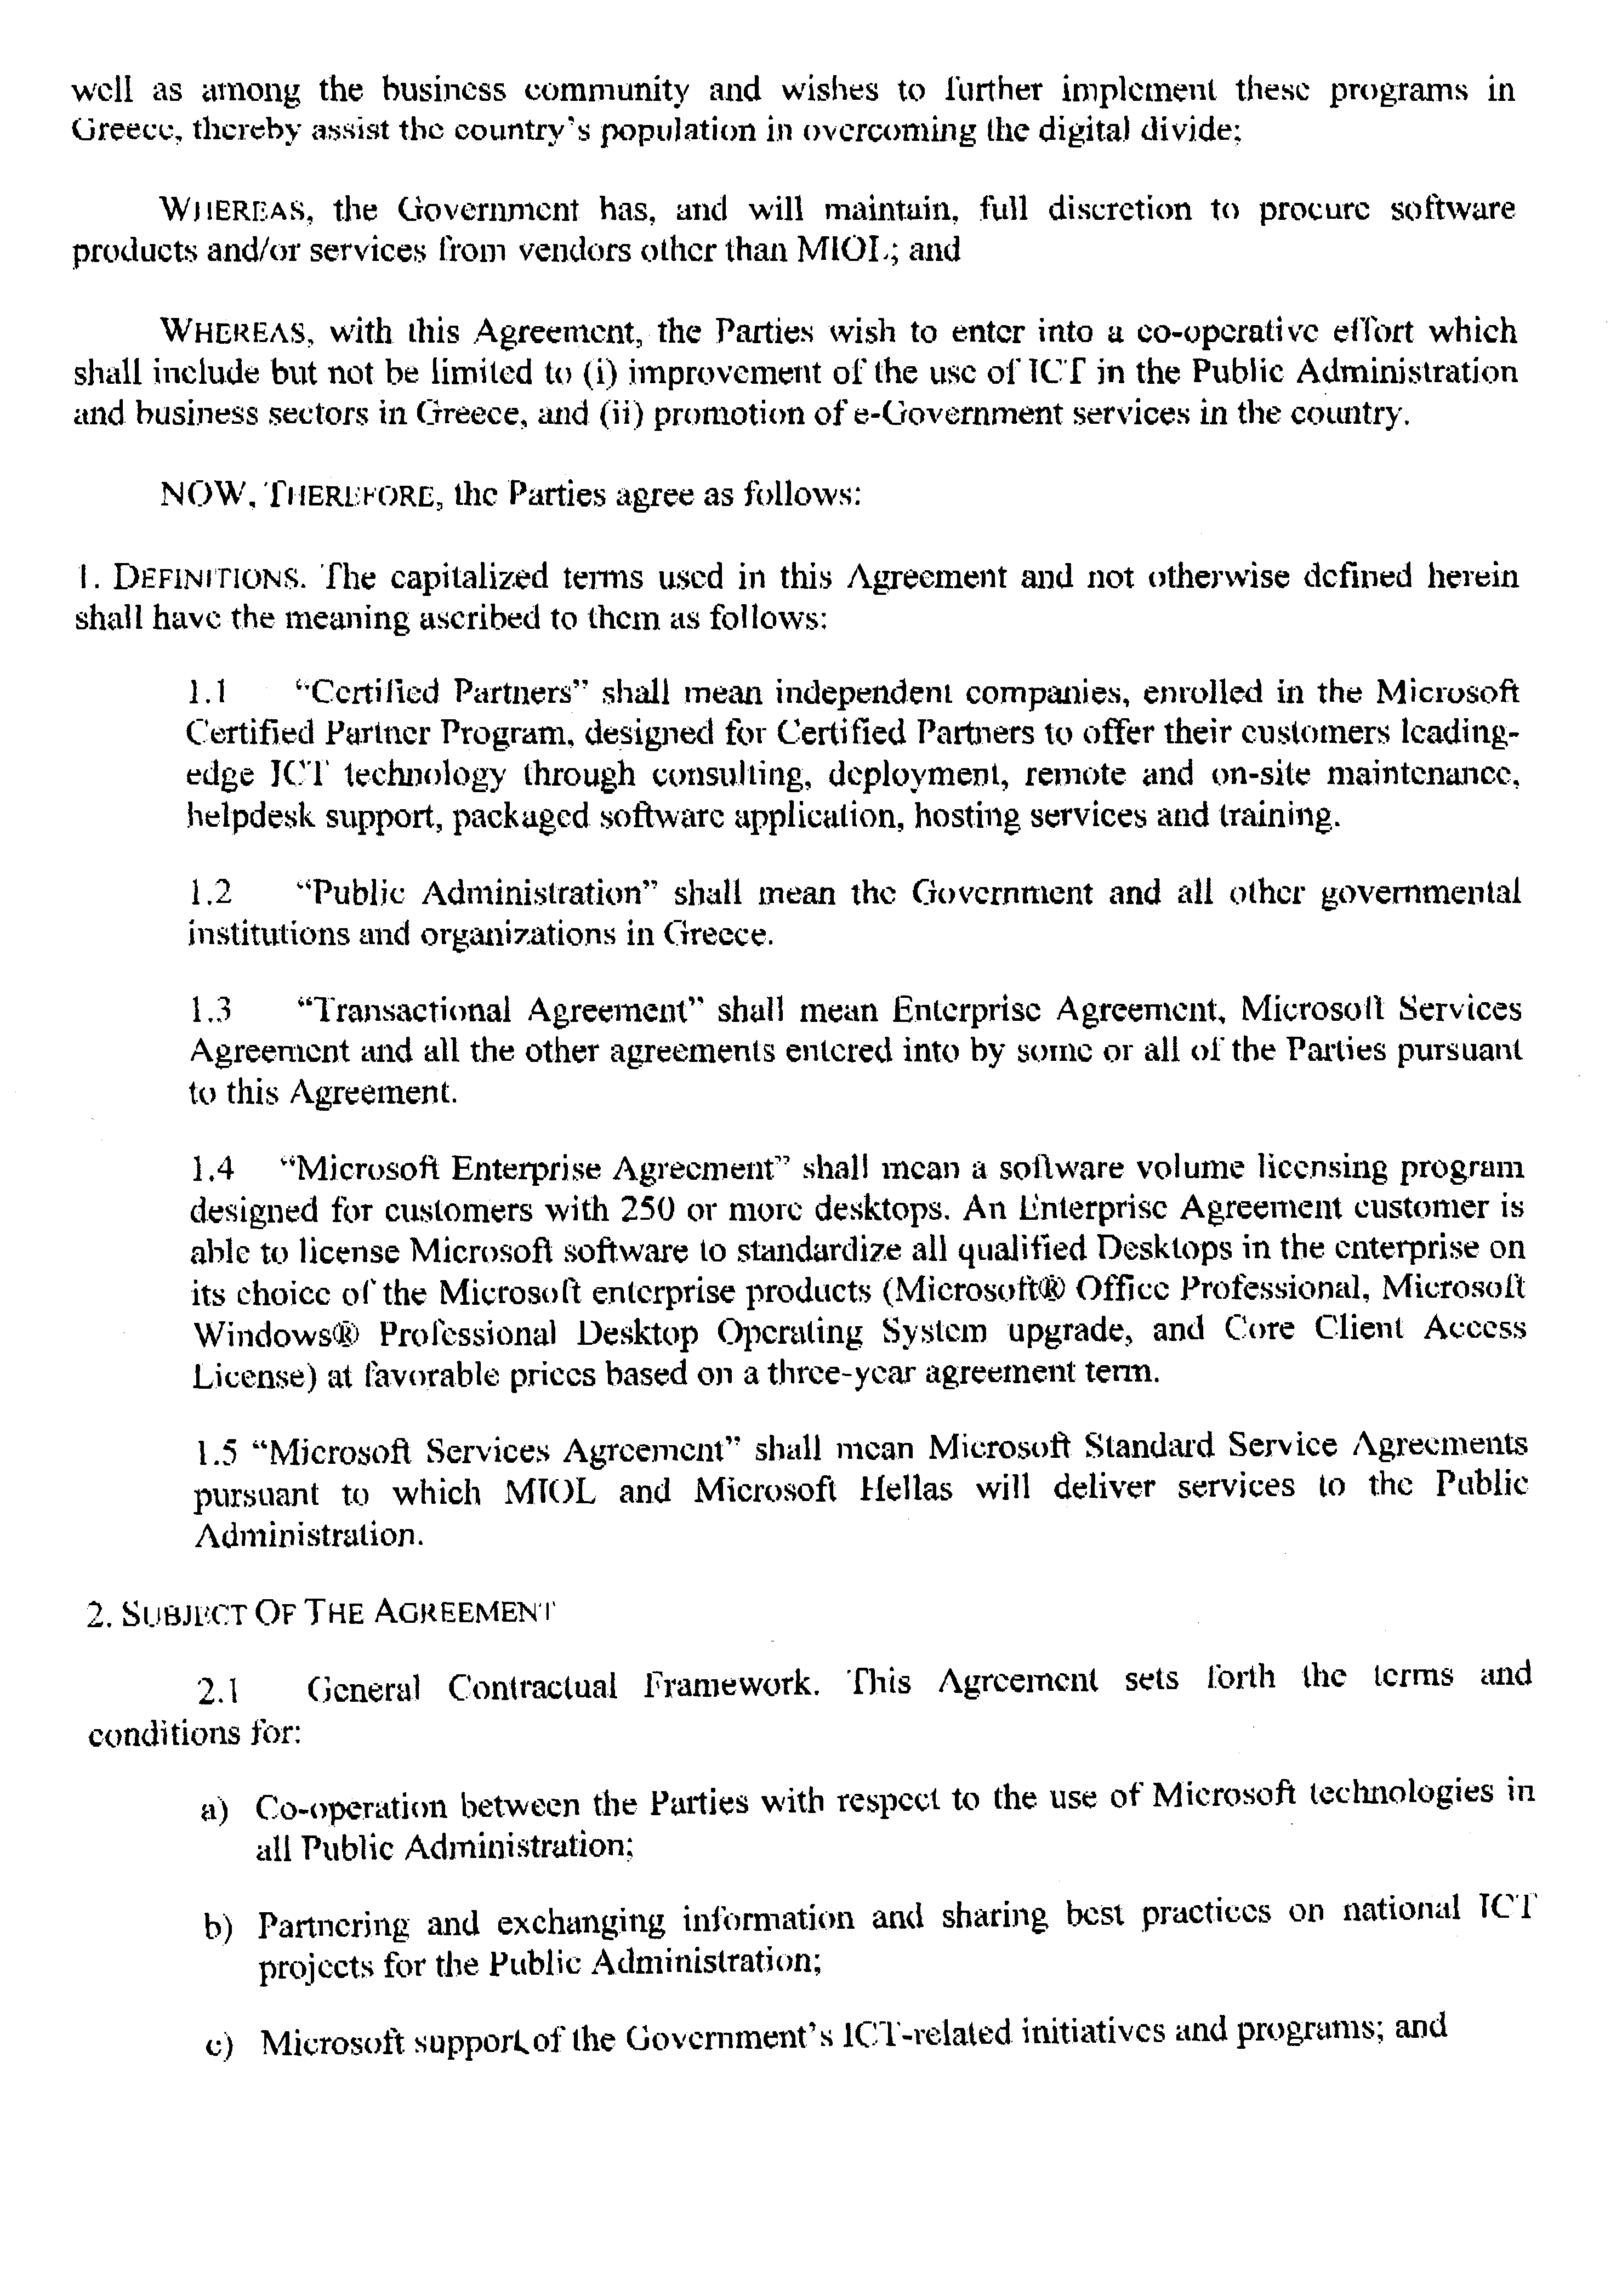 well as among the business community and wishes to further implement these programs in
Greece, thereby assist the country's population in overcoming the digital divide;
WHEREAS, the Government has, and will maintain, full discretion to procure software
products and/or services from vendors other than MIOL; and
WHEREAS, with this Agreement, the Parties wish to enter into a co-operative effort which
shall include but not be limited to (i) improvement of the use of ICT in the Public Administration
and business sectors in Greece, and (ii) promotion of e-Government services in the country.
NOW, THEREFORE, the Parties agree as follows:
1. DEFINITIONS. The capitalized terms used in this Agreement and not otherwise defined herein
shall have the meaning ascribed to them as follows:
1.1 “Certified Partners” shall mean independent companies, enrolled in the Microsoft
Certified Partner Program, designed for Certified Partners to offer their customers leading-
edge ICT technology through consulting, deployment, remote and on-site maintenance,
helpdesk support, packaged software application, hosting services and training.
1.2 “Public Administration” shall mean the Government and all other governmental
institutions and organizations in Greece.
1.3 “Transactional Agreement” shall mean Enterprise Agreement, Microsoft Services
Agreement and all the other agreements entered into by some or all of the Parties pursuant
to this Agreement.
1.4 “Microsoft Enterprise Agreement” shall mean a software volume licensing program
designed for customers with 250 or more desktops. An Enterprise Agreement customer is
able to license Microsoft software to standardize all qualified Desktops in the enterprise on
its choice of the Microsoft enterprise products (Microsoft® Office Professional, Microsoft
Windows® Professional Desktop Operating System upgrade, and Core Client Access
License) at favorable prices based on a three-year agreement term.
1.5 “Microsoft Services Agreement” shall mean Microsoft Standard Service Agreements
pursuant to which MIOL and Microsoft Hellas will deliver services to the Public
Administration.
2. SUBJECT OF THE AGREEMENT
2.1 General Contractual Framework. This Agreement sets forth the terms and
conditions for:
a) Co-operation between the Parties with respect to the use of Microsoft technologies in
all Public Administration;
b) Partnering and exchanging information and sharing best practices on national ICT
projects for the Public Administration;
c) Microsoft support of the Government's ICT-related initiatives and programs; and